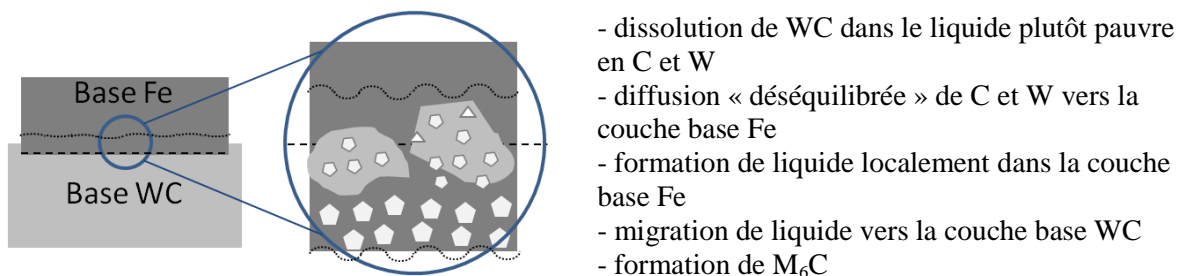 Base Fe
Base WC
- dissolution de WC dans le liquide plutôt pauvre
en C et W
- diffusion « déséquilibrée » de C et W vers la
couche base Fe
- formation de liquide localement dans la couche
base Fe
- migration de liquide vers la couche base WC
- formation de M₆C